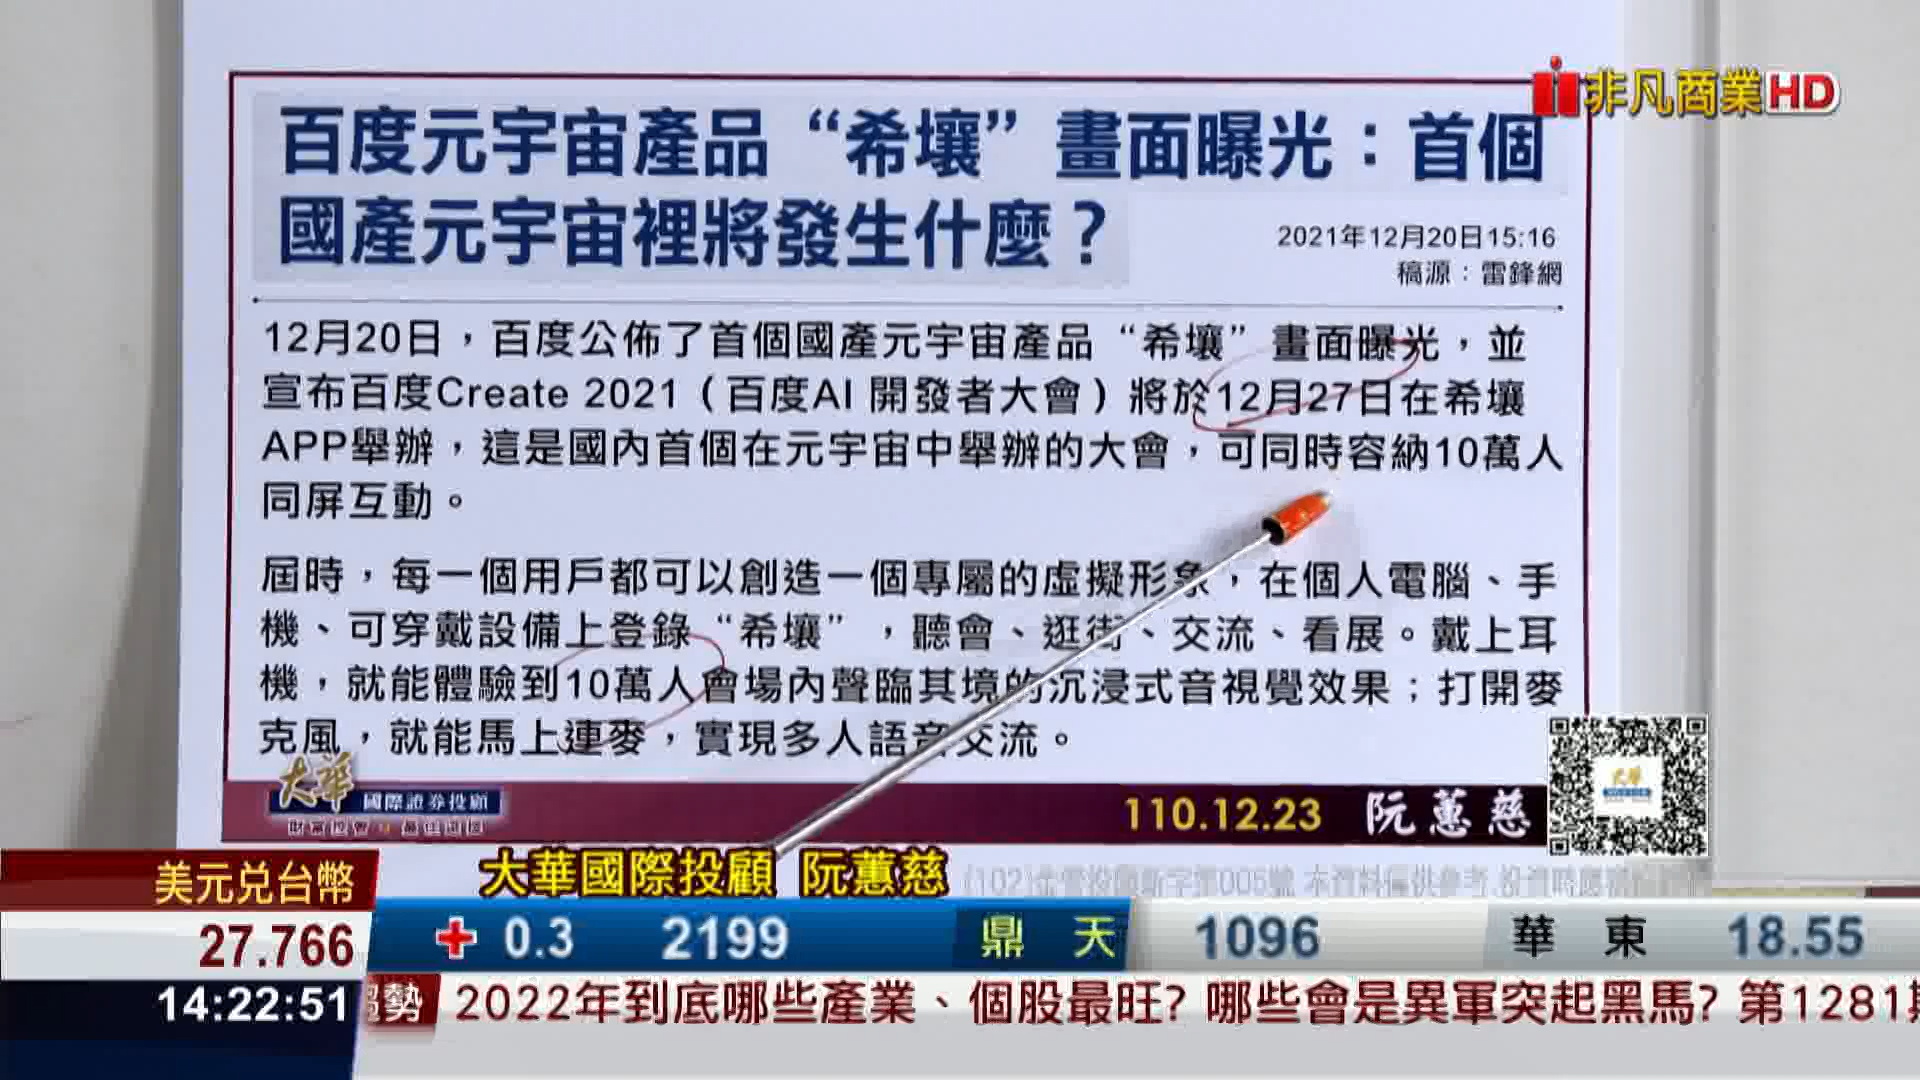 非凡商業HD
百度元宇宙產品“希壤”畫面曝光：首個
國產元宇宙裡將發生什麼？
2021年12月20日15:16
稿源：雷鋒網
12月20日，百度公佈了首個國產元宇宙產品“希壤”畫面曝光，並
宣布百度Create 2021（百度AI 開發者大會）將於12月27日在希壤
APP舉辦，這是國內首個在元宇宙中舉辦的大會，可同時容納10萬人
同屏互動。
屆時，每一個用戶都可以創造一個專屬的虛擬形象，在個人電腦、手
機、可穿戴設備上登錄“希壤”，聽會、逛街、交流、看展。戴上耳
機，就能體驗到10萬人會場內聲臨其境的沉浸式音視覺效果；打開麥
克風，就能馬上連麥，實現多人語音交流。
大華 國際證券投顧
110.12.23 阮蕙慈
大華國際投顧 阮蕙慈
美元兑台幣
27.766
0.3 2199 鼎天 1096 華東 18.55
14:22:51
勢 2022年到底哪些產業、個股最旺? 哪些會是異軍突起黑馬? 第1281期